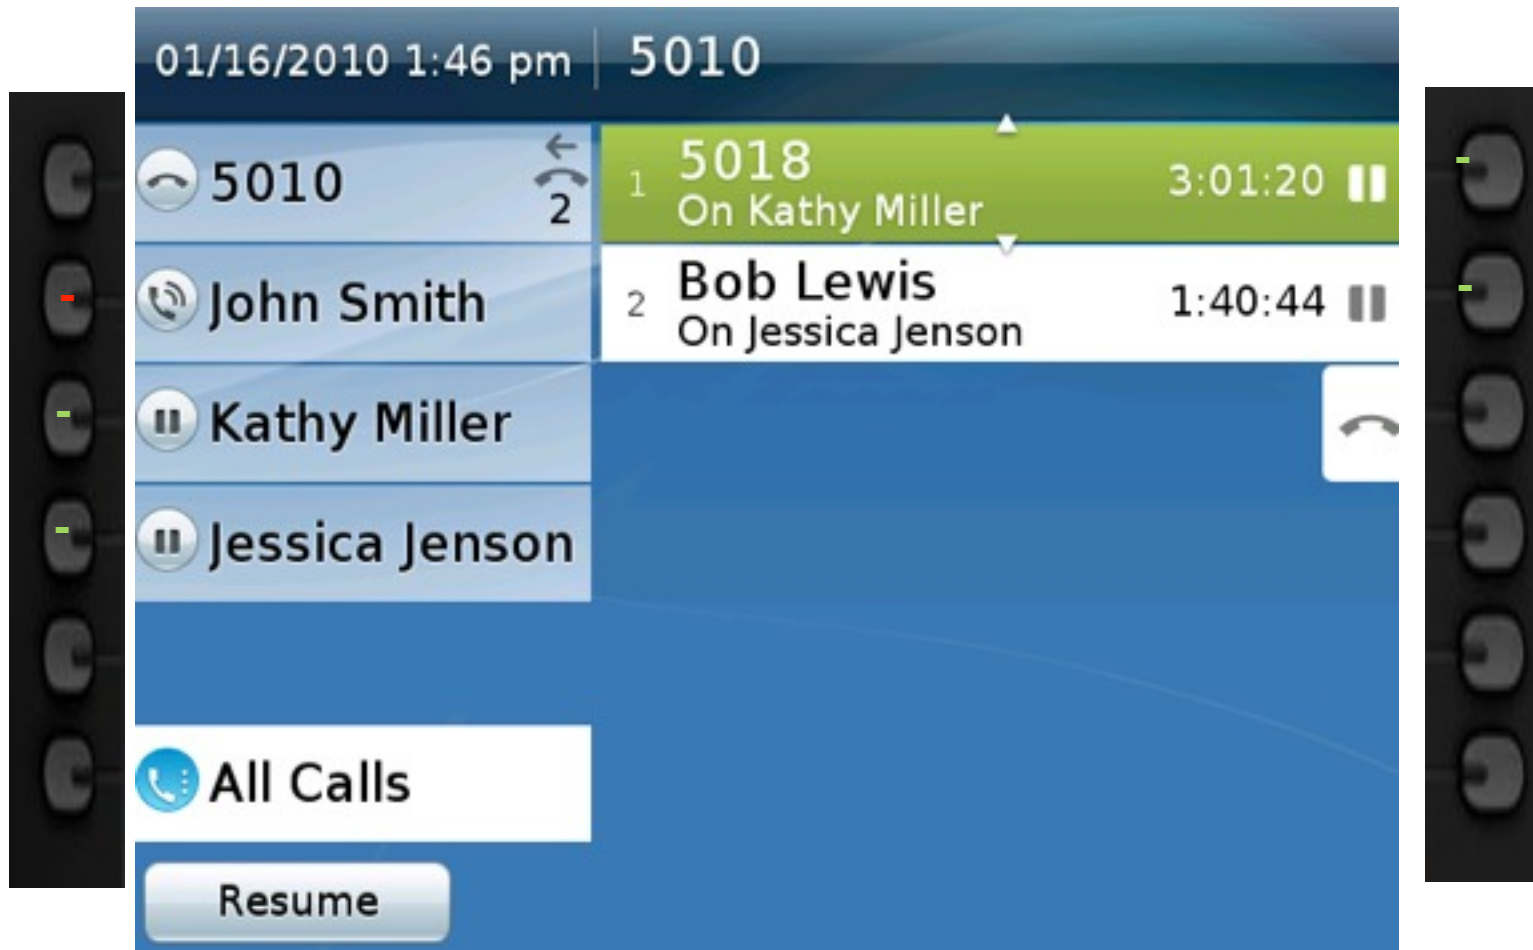 01/16/2010 1:46 pm
5010
5010
2
John Smith
Kathy Miller
Jessica Jenson
All Calls
Resume
1
5018
On Kathy Miller
3:01:20
2
Bob Lewis
On Jessica Jenson
1:40:44